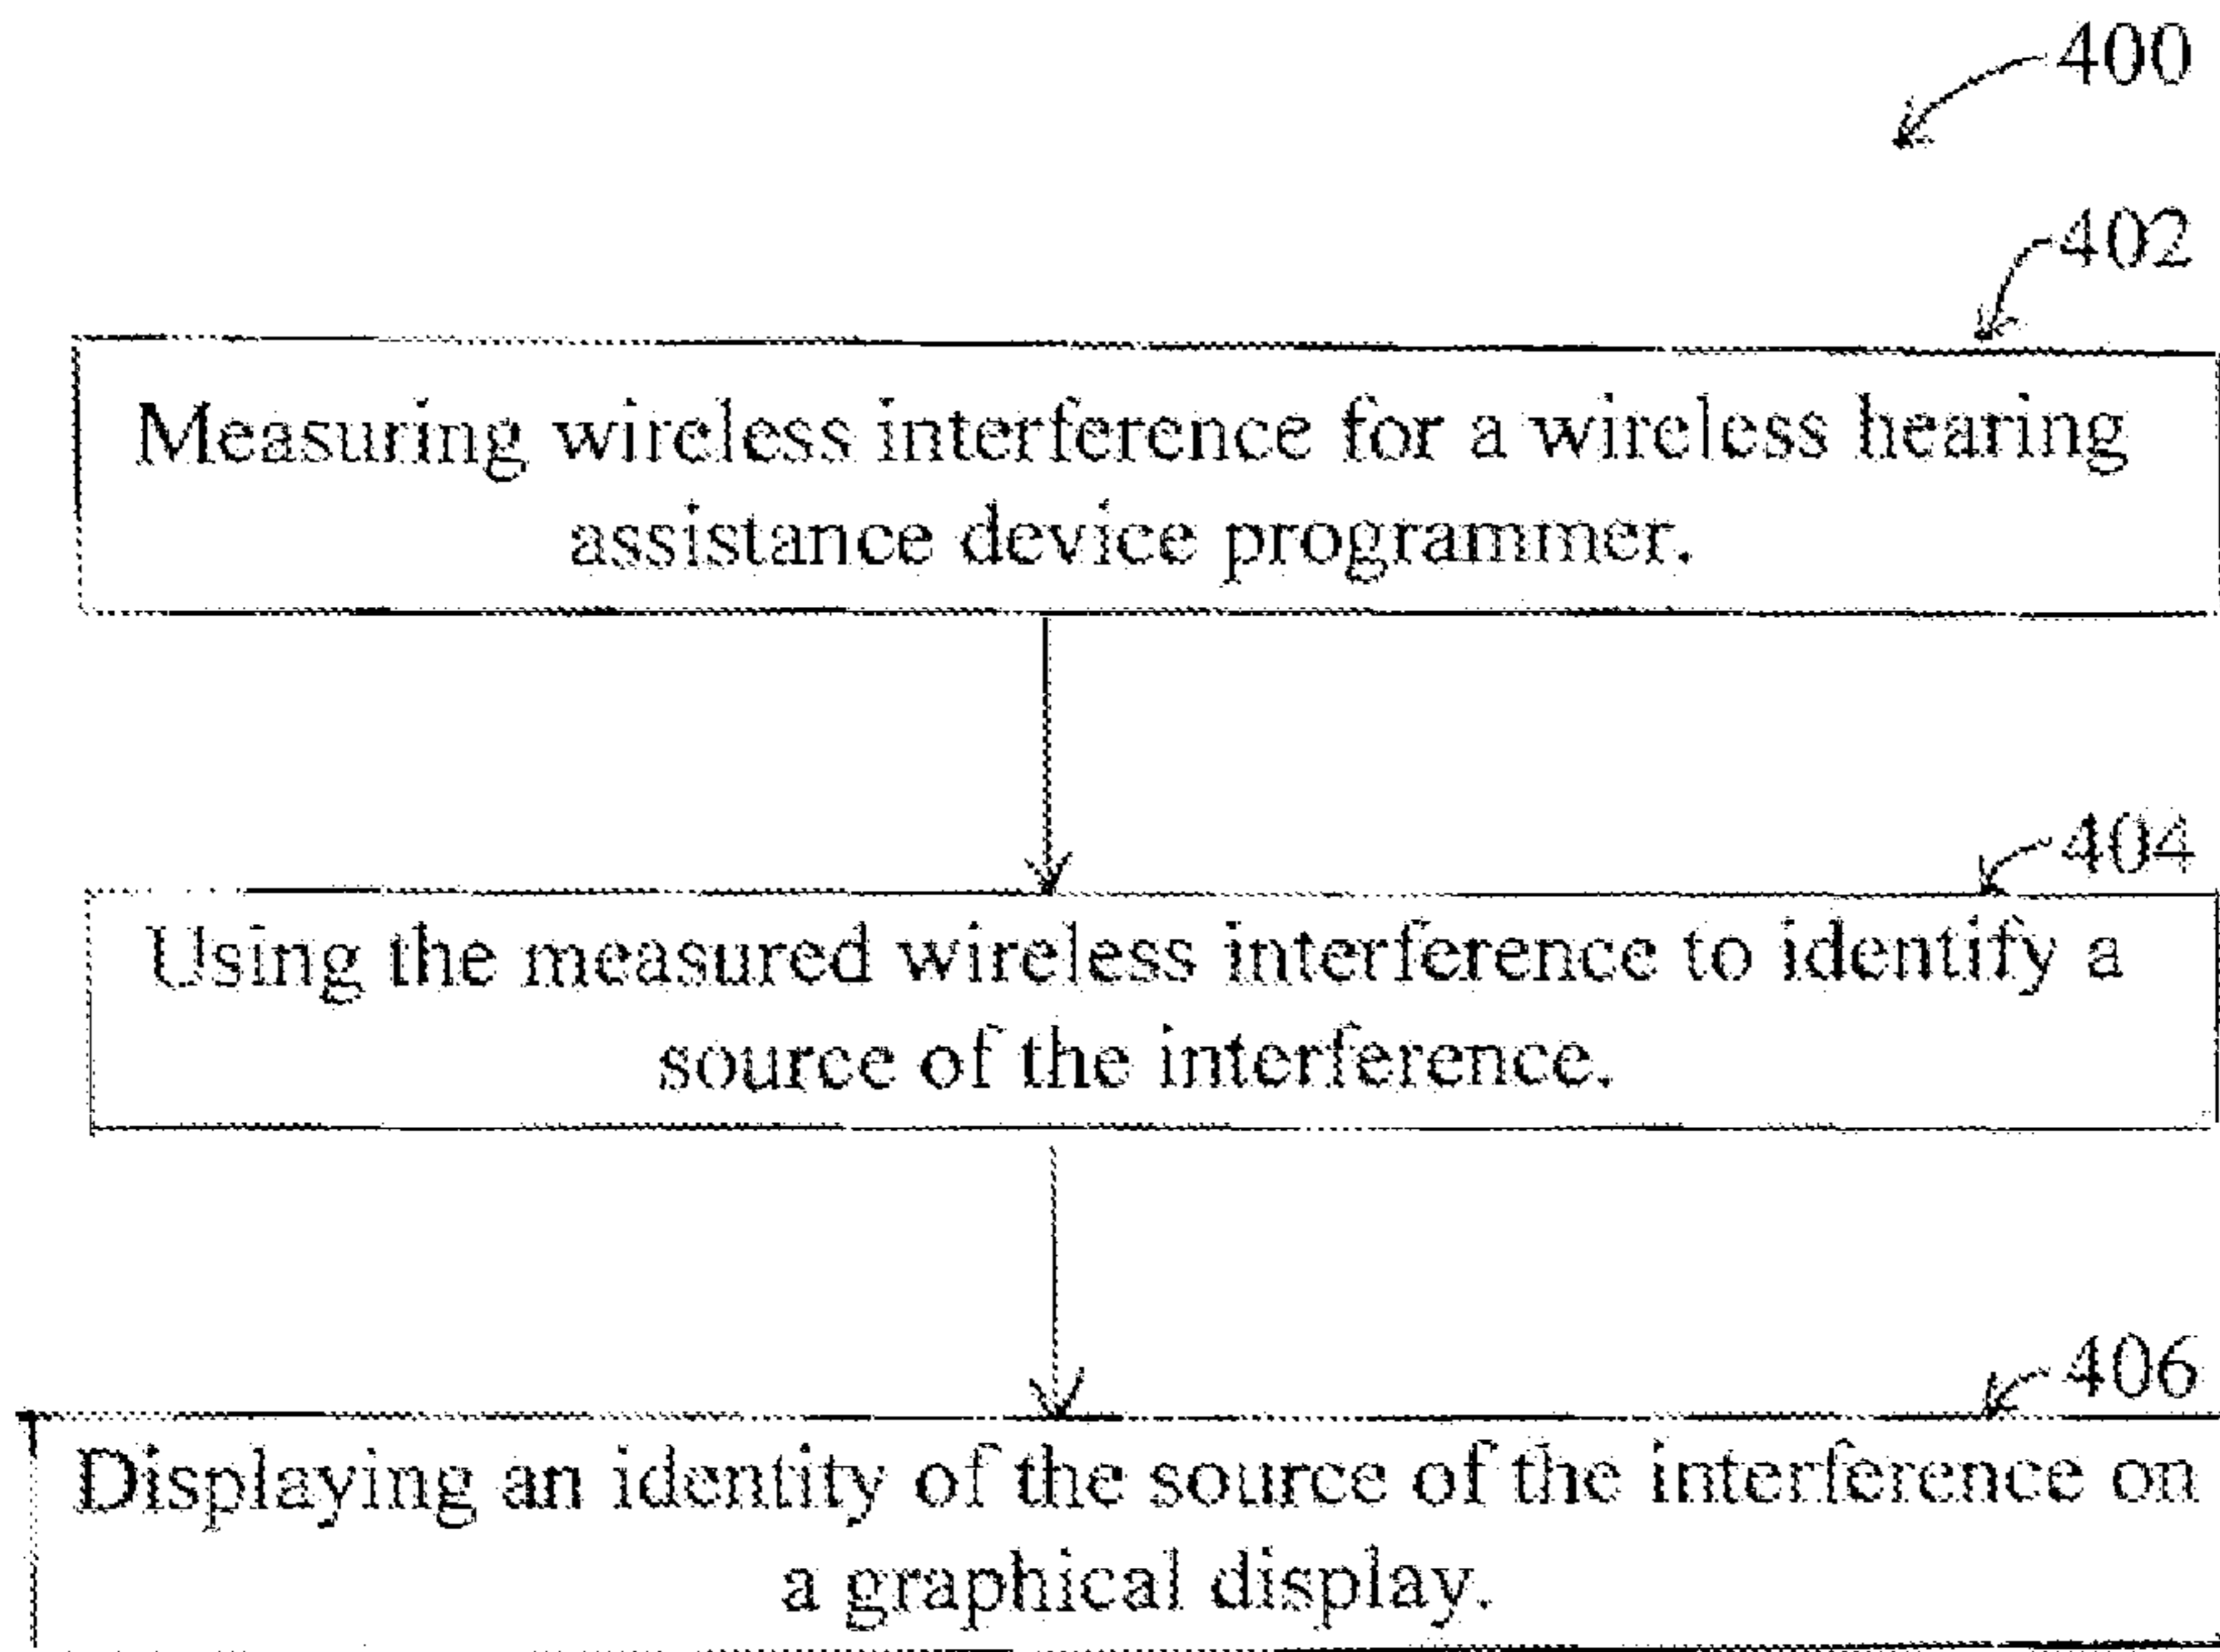 400
402
Measuring wireless interference for a wireless hearing
assistance device programmer.
404
Using the measured wireless interference to identify a
source of the interference.
406
Displaying an identity of the source of the interference on
a graphical display.